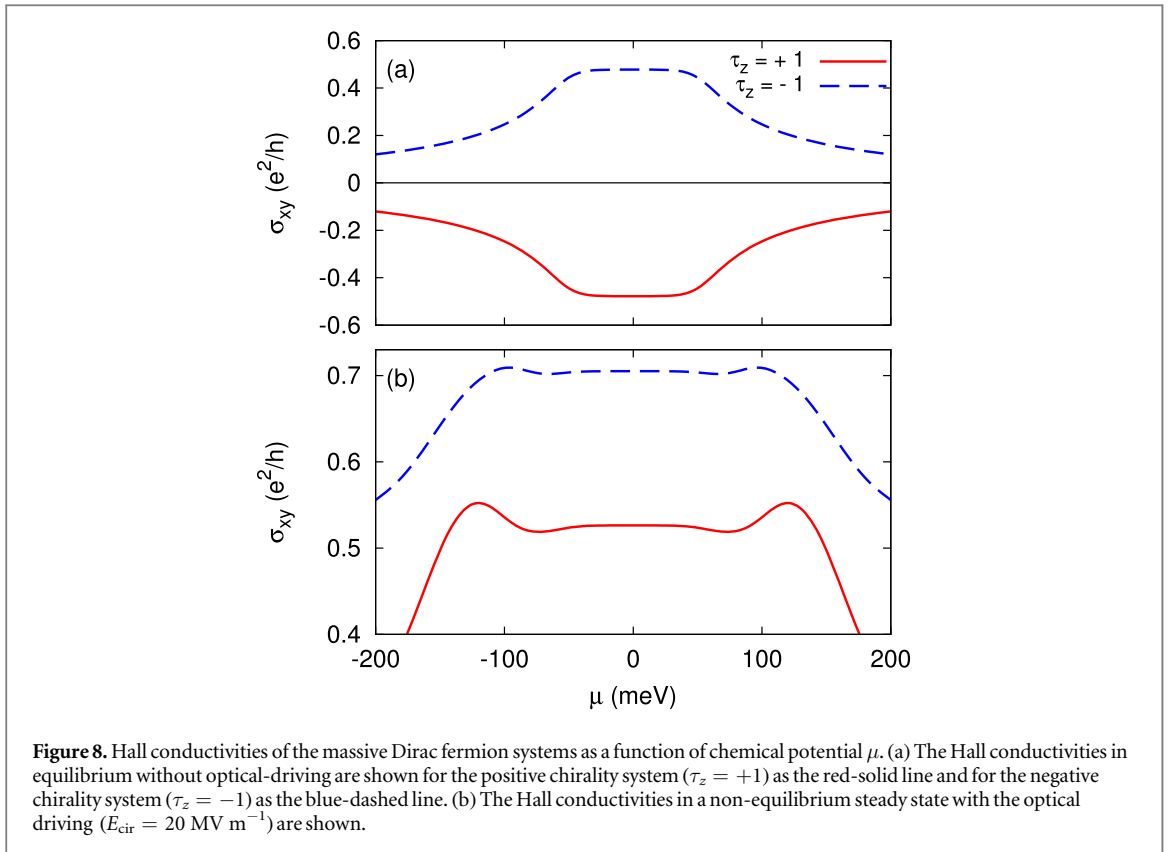 0.6
(a)
τz = + 1
τz = - 1
0.4
0.2
0
-0.2
-0.4
-0.6
σxy (e²/h)
(b)
0.7
0.6
0.5
0.4
σxy (e²/h)
-200 -100 0 100 200
μ (meV)
Figure 8. Hall conductivities of the massive Dirac fermion systems as a function of chemical potential μ. (a) The Hall conductivities in
equilibrium without optical-driving are shown for the positive chirality system (τz = +1) as the red-solid line and for the negative
chirality system (τz = −1) as the blue-dashed line. (b) The Hall conductivities in a non-equilibrium steady state with the optical
driving (Ecir = 20 MV m⁻¹) are shown.